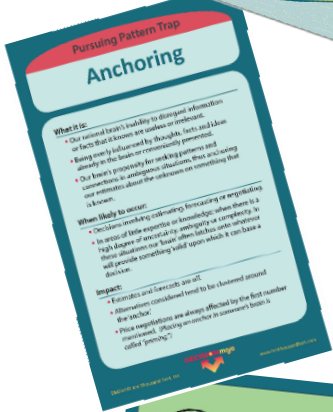 Pursuing Pattern Trap
Anchoring
What it is:
• Our rational brain's inability to disregard information
or facts that it knows are useless or irrelevant.
• Being overly influenced by thoughts, facts and ideas
already in the brain or conveniently presented.
• Our brain's propensity for seeking patterns and
connections in ambiguous situations, thus anchoring
our estimates about the unknown on something that
is known.
When likely to occur:
• Decisions involving estimating, forecasting or negotiating.
• In areas of little expertise or knowledge; when there is a
high degree of uncertainty, ambiguity or complexity. In
these situations our brain often latches onto whatever
will provide something 'valid' upon which it can base a
decision.
Impact:
• Estimates and forecasts are off.
• Alternatives considered tend to be clustered around
the 'anchor.'
• Price negotiations are always affected by the first number
mentioned. (Placing an anchor in someone's brain is
called "priming.")